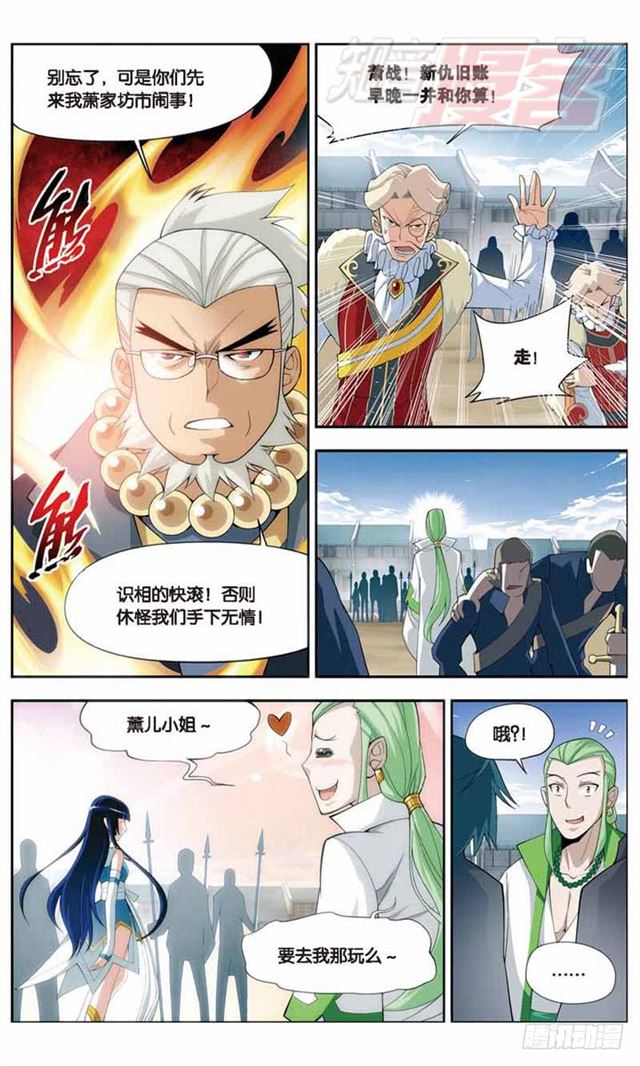 别忘了，可是你们先
来我萧家坊市闹事！
萧战！新仇旧账
早晚一并和你算！
走！
识相的快滚！否则
休怪我们手下无情！
薰儿小姐～
要去我那玩么～
哦?!
……
腾讯动漫